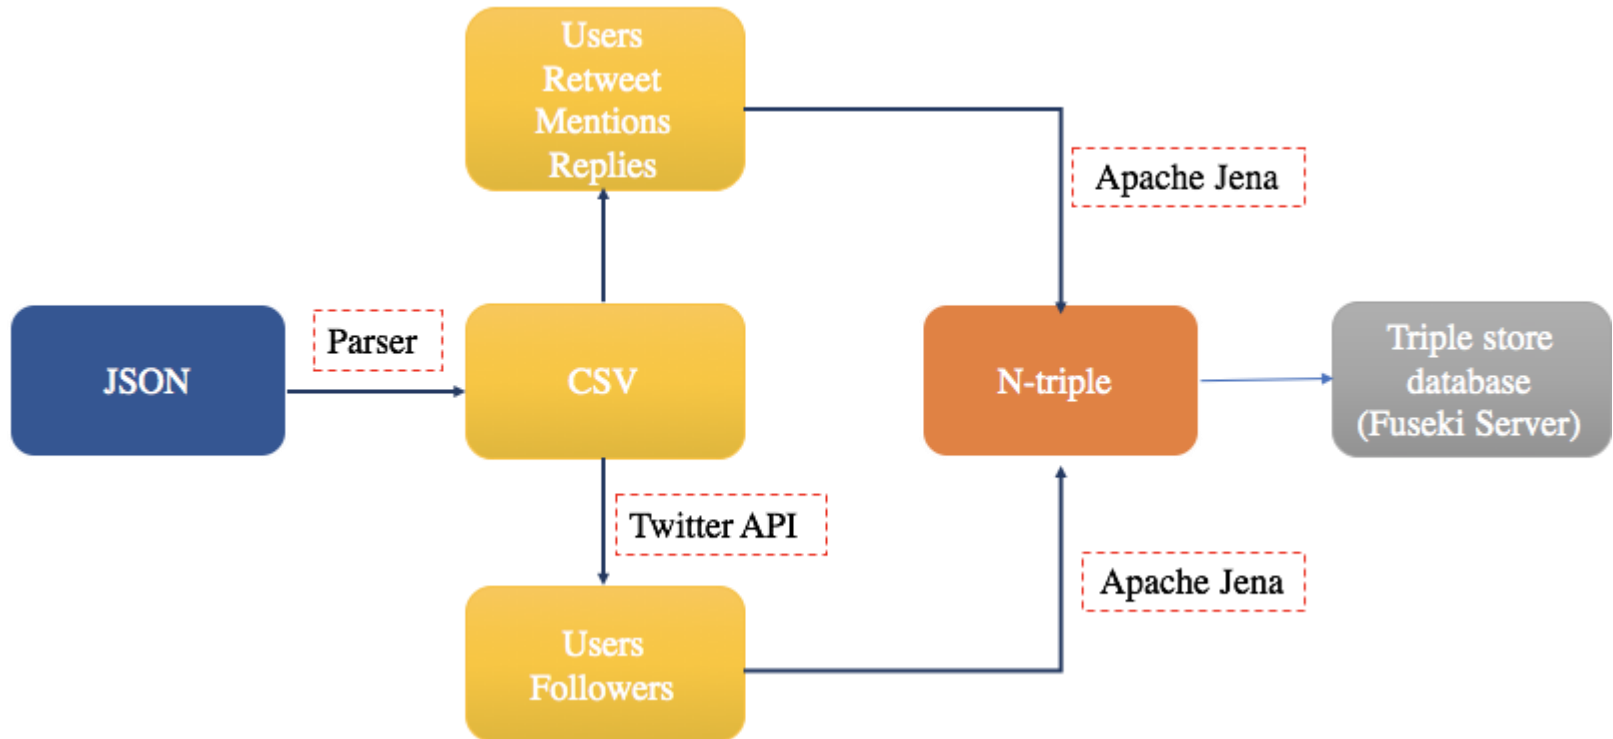 Users
Retweet
Mentions
Replies
Apache Jena
JSON
Parser
CSV
N-triple
Triple store
database
(Fuseki Server)
Twitter API
Apache Jena
Users
Followers